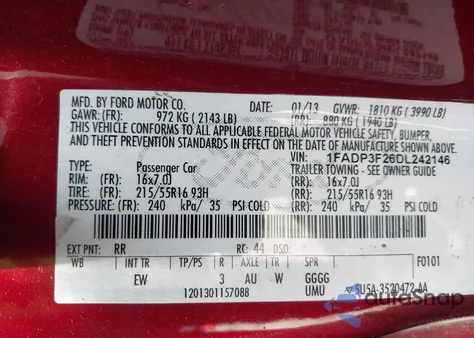 MFD. BY FORD MOTOR CO.
DATE: 01/13 GVWR: 1810 KG ( 3990 LB)
GAWR: (FR): 972 KG ( 2143 LB) (RR): 880 KG ( 1940 LB)
THIS VEHICLE CONFORMS TO ALL APPLICABLE FEDERAL MOTOR VEHICLE SAFETY, BUMPER,
AND THEFT PREVENTION STANDARDS IN EFFECT ON THE DATE OF MANUFACTURE SHOWN ABOVE.
VIN: 1FADP3F26DL242146
TYPE: Passenger Car TRAILER TOWING - SEE OWNER GUIDE
RIM: (FR) 16x7.0J (RR): 16x7.0J
TIRES: (FR) 215/55R16 93H (RR): 215/55R16 93H
PRESSURE: (FR) 240 kPa/ 35 PSI COLD (RR): 240 kPa/ 35 PSI COLD
EXT PNT: RR RC: 44 DSO:
WB INT TR TP/PS R AXLE TR SPR F0101
EW 3 AU W GGGG
1201301157088 UMU 5U5A-3520472-AA
autoSnap